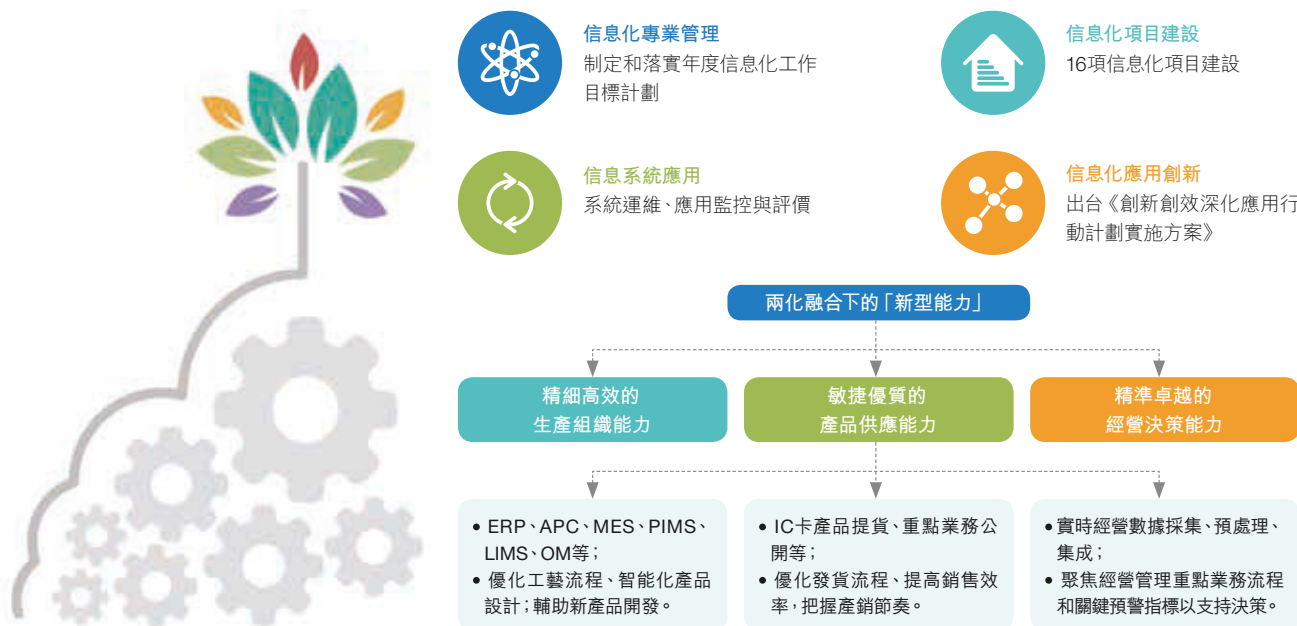 信息化專業管理
制定和落實年度信息化工作
目標計劃
信息化項目建設
16項信息化項目建設
信息系統應用
系統運維、應用監控與評價
信息化應用創新
出台《創新創效深化應用行
動計劃實施方案》
兩化融合下的「新型能力」
精細高效的
生產組織能力
敏捷優質的
產品供應能力
精準卓越的
經營決策能力
• ERP、APC、MES、PIMS、
LIMS、OM等；
• 優化工藝流程、智能化產品
設計；輔助新產品開發。
• IC卡產品提貨、重點業務公
開等；
• 優化發貨流程、提高銷售效
率，把握產銷節奏。
• 實時經營數據採集、預處理、
集成；
• 聚焦經營管理重點業務流程
和關鍵預警指標以支持決策。